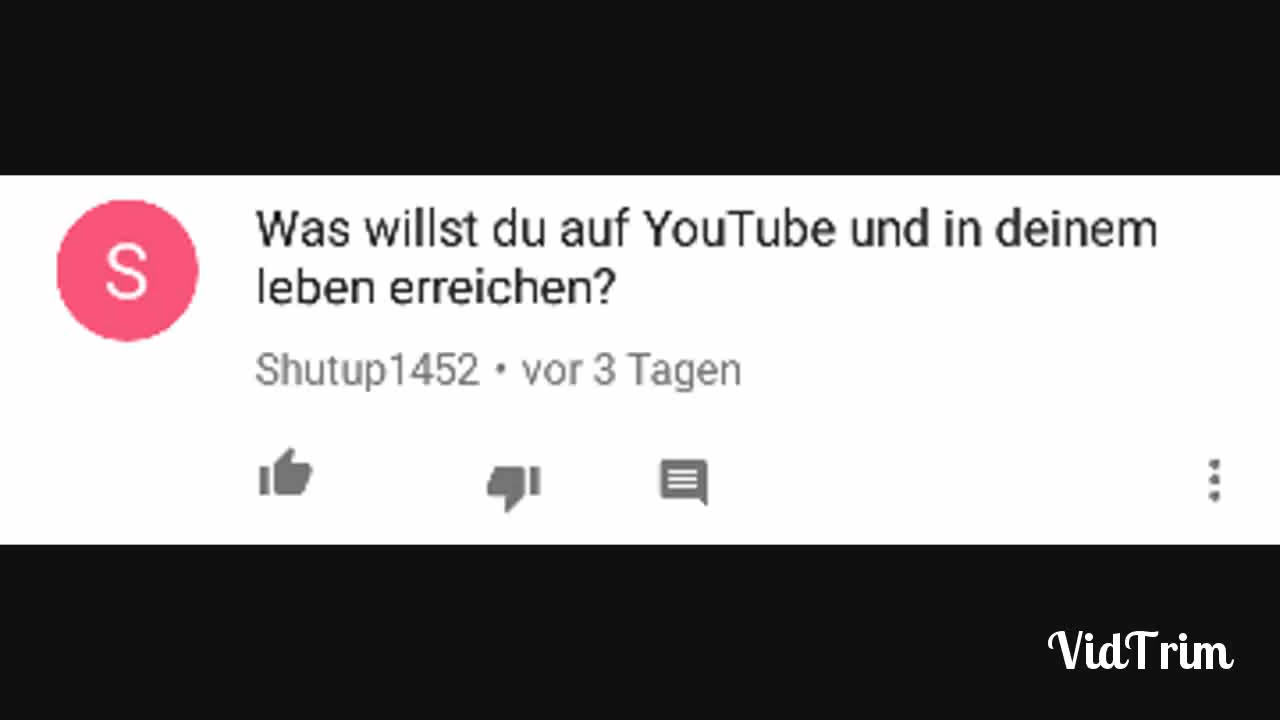 S
Was willst du auf YouTube und in deinem
leben erreichen?
Shutup1452 • vor 3 Tagen
VidTrim